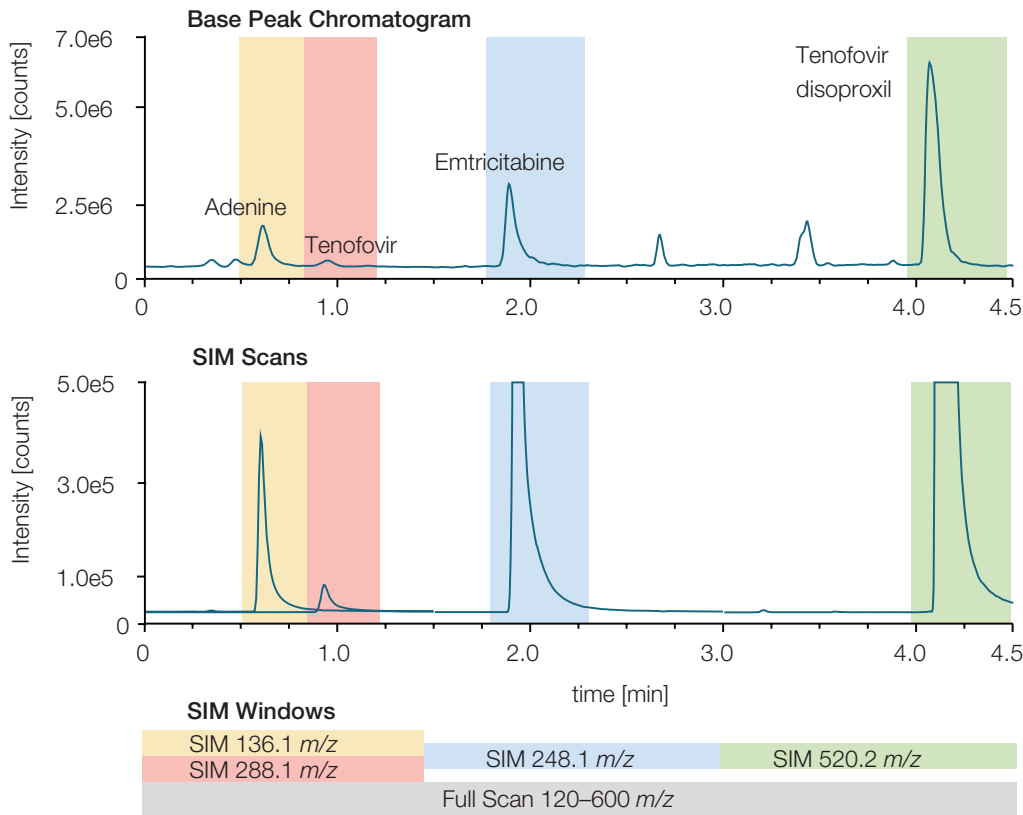 Base Peak Chromatogram
Intensity [counts]
7.0e6
5.0e6
2.5e6
0
Adenine
Tenofovir
Emtricitabine
Tenofovir
disoproxil
0
1.0
2.0
3.0
4.0
4.5
SIM Scans
Intensity [counts]
5.0e5
3.0e5
1.0e5
0
0
1.0
2.0
3.0
4.0
4.5
time [min]
SIM Windows
SIM 136.1 m/z
SIM 288.1 m/z
SIM 248.1 m/z
SIM 520.2 m/z
Full Scan 120–600 m/z